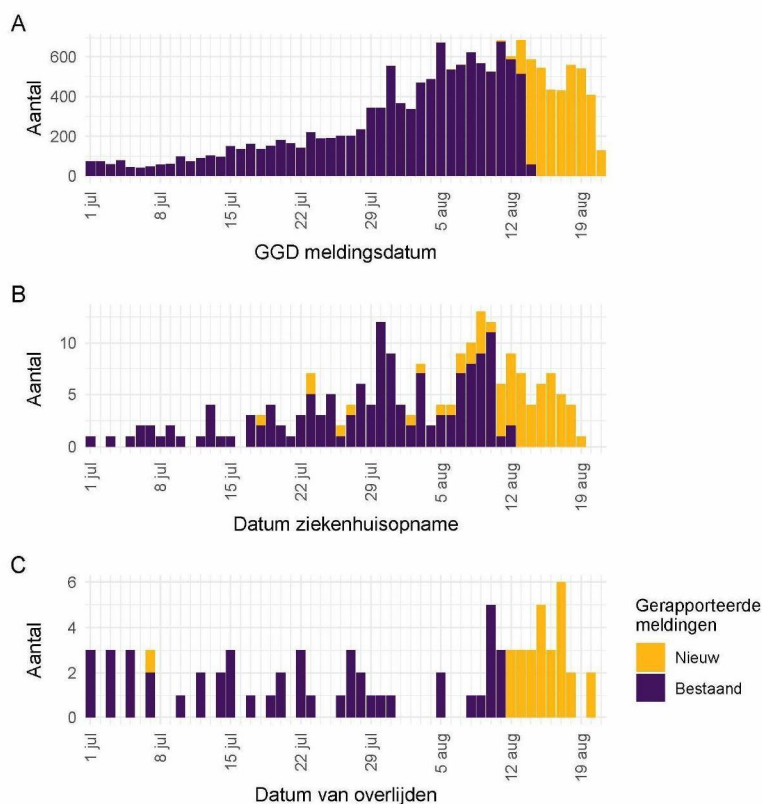 A
600
400
200
0
Aantal
1 jul
8 jul
15 jul
22 jul
29 jul
5 aug
12 aug
19 aug
GGD meldingsdatum
B
10
5
0
Aantal
1 jul
8 jul
15 jul
22 jul
29 jul
5 aug
12 aug
19 aug
Datum ziekenhuisopname
C
6
4
2
0
Aantal
1 jul
8 jul
15 jul
22 jul
29 jul
5 aug
12 aug
19 aug
Datum van overlijden
Gerapporteerde
meldingen
Nieuw
Bestaand